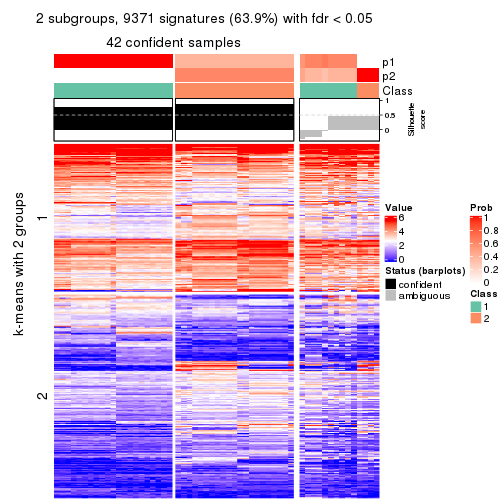 2 subgroups, 9371 signatures (63.9%) with fdr < 0.05
42 confident samples
p1
p2
Class
1
0.5
0
Silhouette
score
k-means with 2 groups
1
2
Value
6
4
2
0
Status (barplots)
confident
ambiguous
Prob
1
0.8
0.6
0.4
0.2
0
Class
1
2